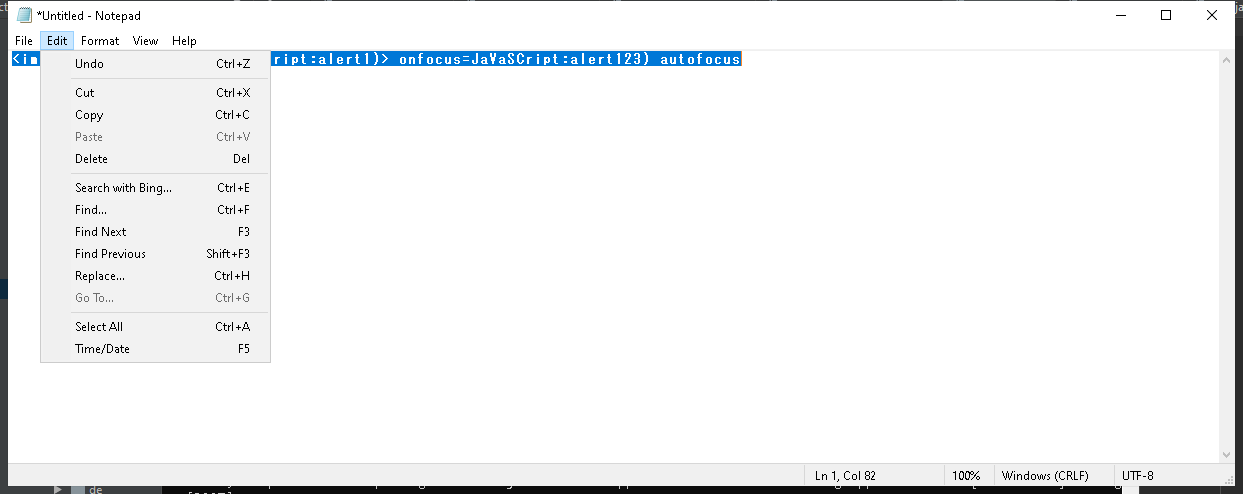 *Untitled - Notepad
File Edit Format View Help
<im ript:alert1)> onfocus=JaVaSCript:alert123) autofocus
Undo Ctrl+Z
Cut Ctrl+X
Copy Ctrl+C
Paste Ctrl+V
Delete Del
Search with Bing... Ctrl+E
Find... Ctrl+F
Find Next F3
Find Previous Shift+F3
Replace... Ctrl+H
Go To... Ctrl+G
Select All Ctrl+A
Time/Date F5
Ln 1, Col 82 100% Windows (CRLF) UTF-8
de